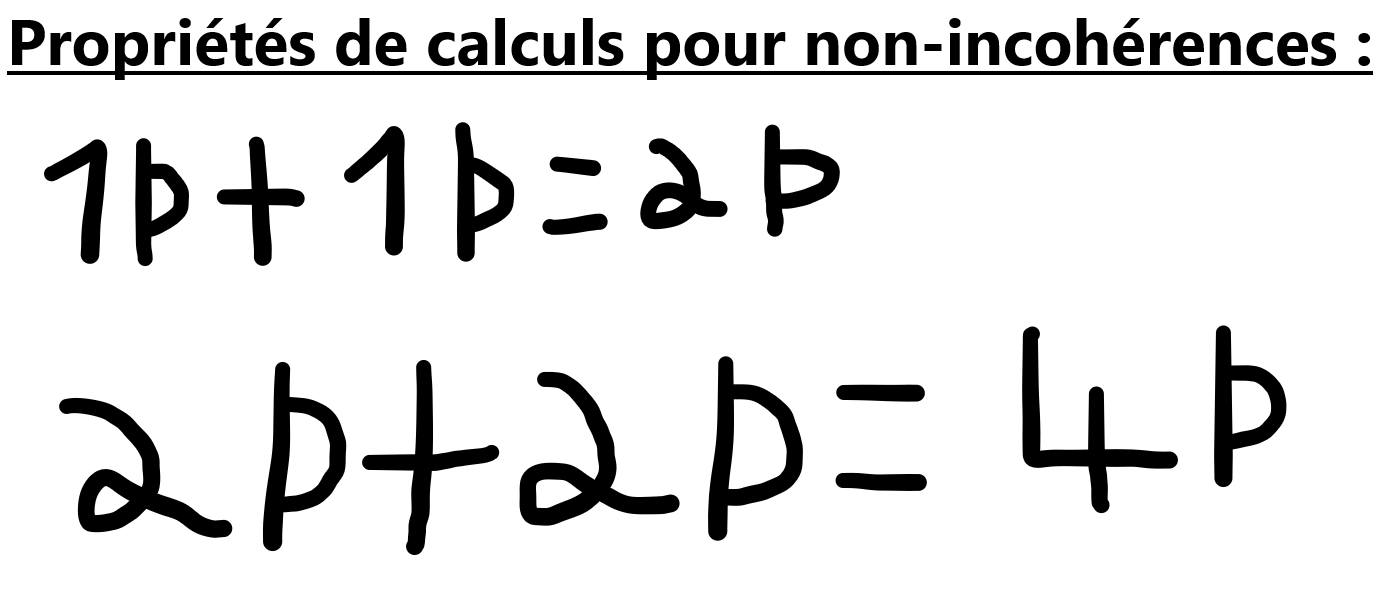 Propriétés de calculs pour non-incohérences :
1þ+1þ=2þ
2þ+2þ=4þ